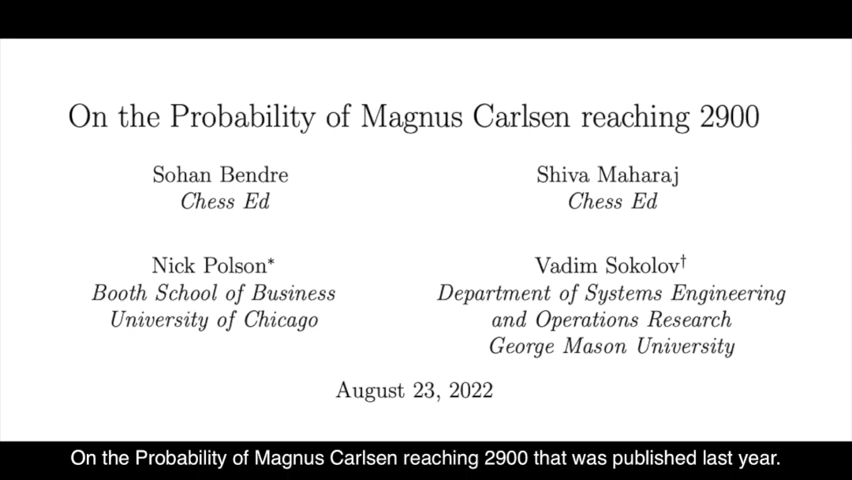 On the Probability of Magnus Carlsen reaching 2900
Sohan Bendre
Chess Ed
Shiva Maharaj
Chess Ed
Nick Polson*
Booth School of Business
University of Chicago
Vadim Sokolov†
Department of Systems Engineering
and Operations Research
George Mason University
August 23, 2022
On the Probability of Magnus Carlsen reaching 2900 that was published last year.